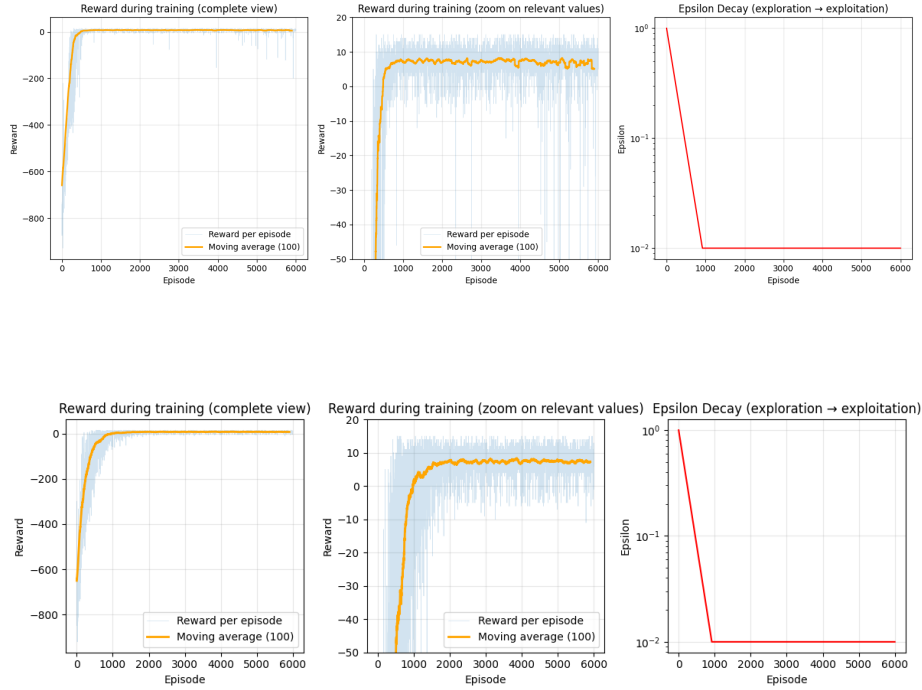 Reward during training (complete view)
0
−200
−400
−600
−800
Reward
Reward per episode
Moving average (100)
0 1000 2000 3000 4000 5000 6000
Episode
Reward during training (zoom on relevant values)
20
10
0
−10
−20
−30
−40
−50
Reward
Reward per episode
Moving average (100)
0 1000 2000 3000 4000 5000 6000
Episode
Epsilon Decay (exploration → exploitation)
10⁰
10⁻¹
10⁻²
Epsilon
0 1000 2000 3000 4000 5000 6000
Episode
Reward during training (complete view)
0
−200
−400
−600
−800
Reward
Reward per episode
Moving average (100)
0 1000 2000 3000 4000 5000 6000
Episode
Reward during training (zoom on relevant values)
20
10
0
−10
−20
−30
−40
−50
Reward
Reward per episode
Moving average (100)
0 1000 2000 3000 4000 5000 6000
Episode
Epsilon Decay (exploration → exploitation)
10⁰
10⁻¹
10⁻²
Epsilon
0 1000 2000 3000 4000 5000 6000
Episode